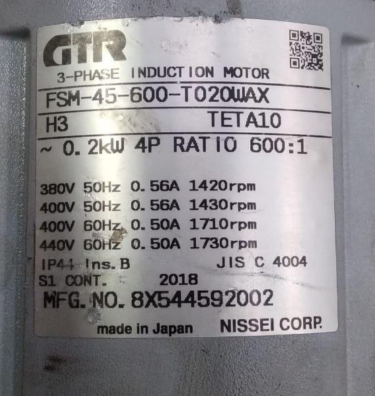 GTR
3-PHASE INDUCTION MOTOR
FSM-45-600-T020WAX
H3 TETA10
~ 0.2kW 4P RATIO 600:1
380V 50Hz 0.56A 1420rpm
400V 50Hz 0.56A 1430rpm
400V 60Hz 0.50A 1710rpm
440V 60Hz 0.50A 1730rpm
IP44 Ins.B JIS C 4004
S1 CONT. 2018
MFG.NO. 8X544592002
made in Japan NISSEI CORP.